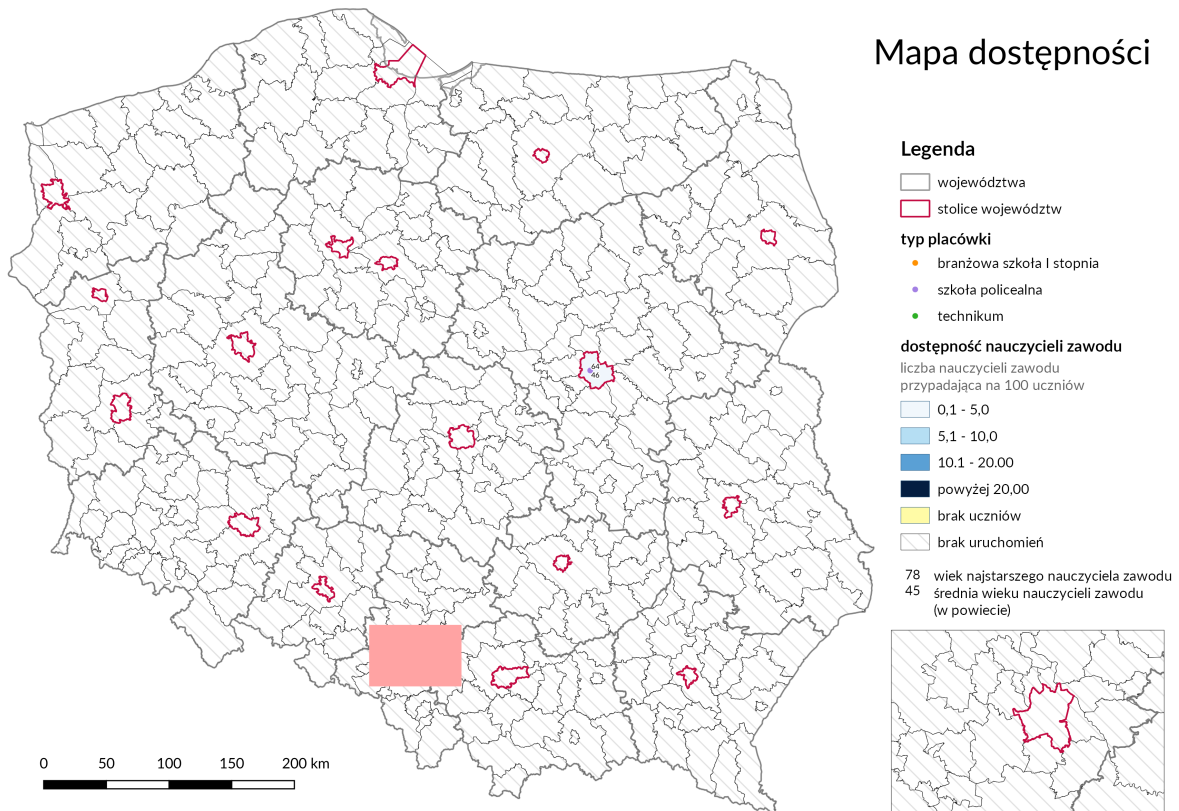 Mapa dostępności
Legenda
województwa
stolice województw
typ placówki
branżowa szkoła I stopnia
szkoła policealna
technikum
dostępność nauczycieli zawodu
liczba nauczycieli zawodu
przypadająca na 100 uczniów
0,1 - 5,0
5,1 - 10,0
10.1 - 20.00
powyżej 20,00
brak uczniów
brak uruchomień
78 wiek najstarszego nauczyciela zawodu
45 średnia wieku nauczycieli zawodu
(w powiecie)
64
46
0 50 100 150 200 km